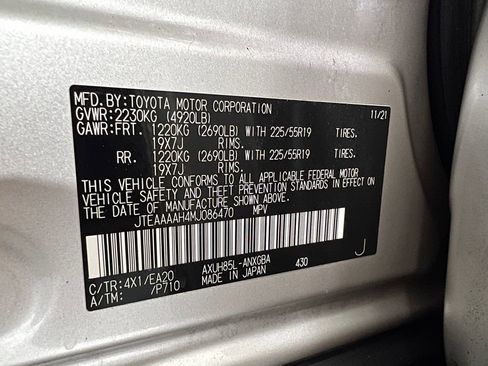 MFD.BY:TOYOTA MOTOR CORPORATION 11/21
GVWR:2230KG (4920LB)
GAWR:FRT. 1220KG (2690LB) WITH 225/55R19 TIRES.
19X7J RIMS.
RR. 1220KG (2690LB) WITH 225/55R19 TIRES.
19X7J RIMS.
THIS VEHICLE CONFORMS TO ALL APPLICABLE FEDERAL MOTOR
VEHICLE SAFETY AND THEFT PREVENTION STANDARDS IN EFFECT
ON THE DATE OF MANUFACTURE SHOWN ABOVE.
JTEAAAAH4MJ086470 MPV
C/TR:4X1/EA20 AXUH85L-ANXGBA 430 J
A/TM: /P710 MADE IN JAPAN